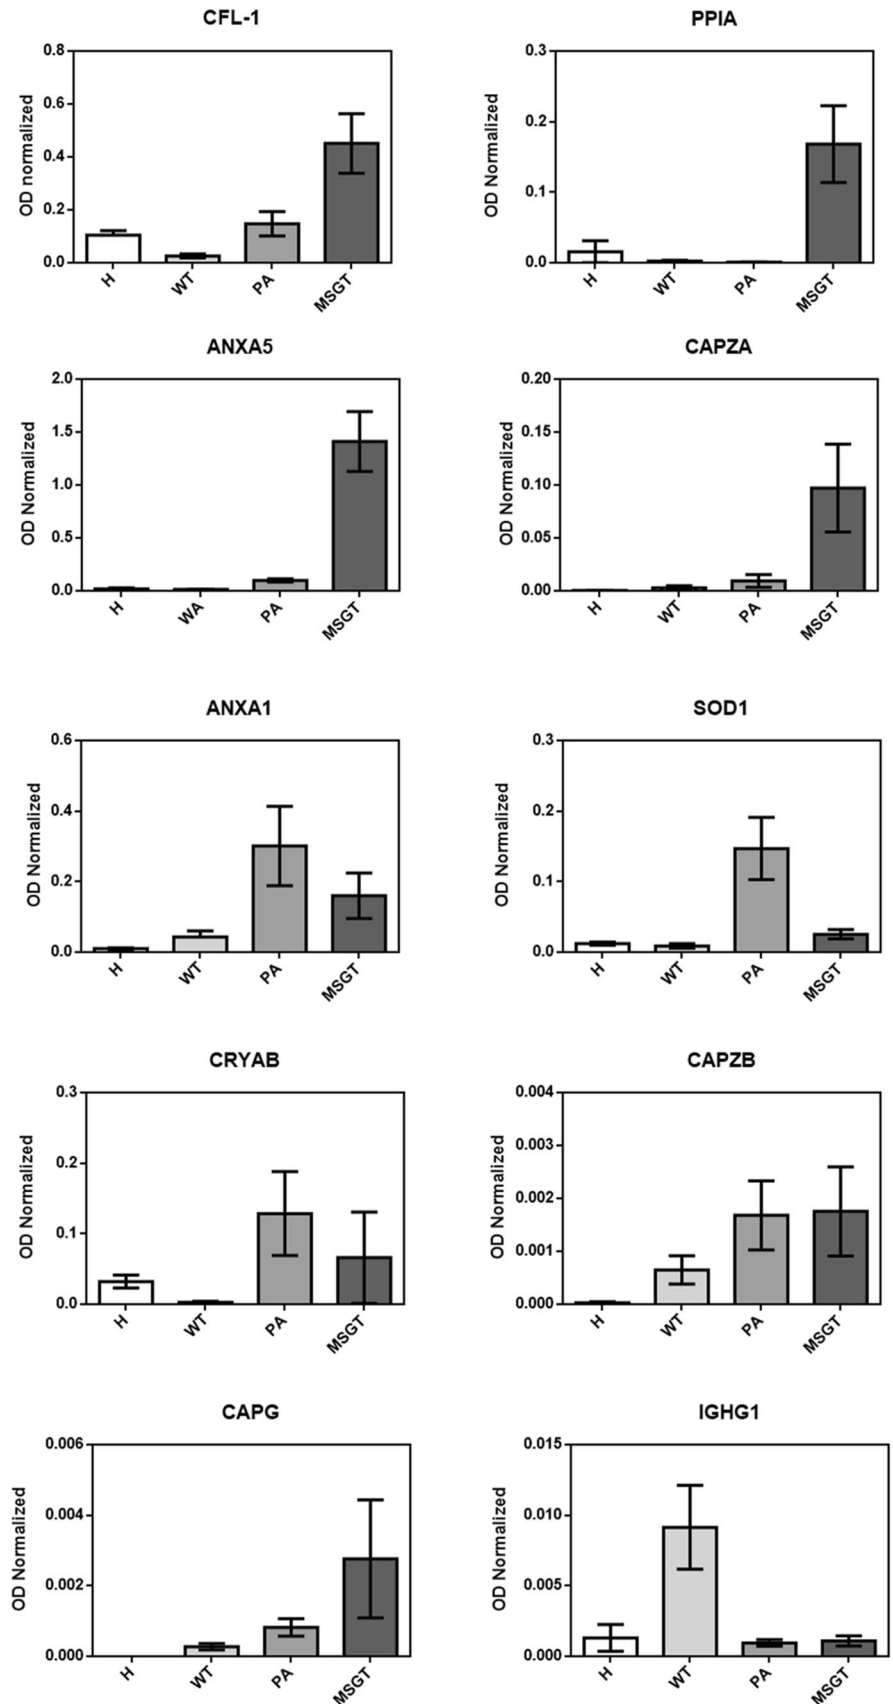 CFL-1
OD normalized
0.8
0.6
0.4
0.2
0.0
H WT PA MSGT
PPIA
OD Normalized
0.3
0.2
0.1
0.0
H WT PA MSGT
ANXA5
OD Normalized
2.0
1.5
1.0
0.5
0.0
H WA PA MSGT
CAPZA
OD Normalized
0.20
0.15
0.10
0.05
0.00
H WT PA MSGT
ANXA1
OD Normalized
0.6
0.4
0.2
0.0
H WT PA MSGT
SOD1
OD Normalized
0.3
0.2
0.1
0.0
H WT PA MSGT
CRYAB
OD Normalized
0.3
0.2
0.1
0.0
H WT PA MSGT
CAPZB
OD Normalized
0.004
0.003
0.002
0.001
0.000
H WT PA MSGT
CAPG
OD Normalized
0.006
0.004
0.002
0.000
H WT PA MSGT
IGHG1
OD Normalized
0.015
0.010
0.005
0.000
H WT PA MSGT